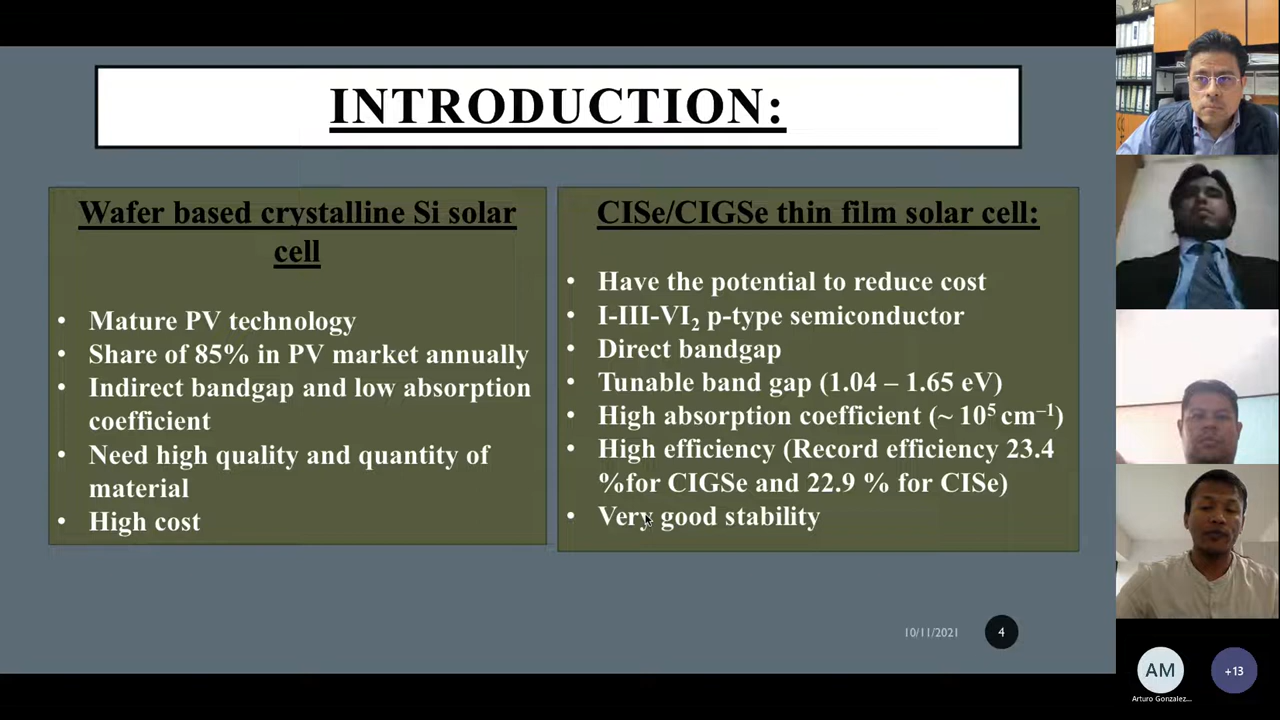 INTRODUCTION:
Wafer based crystalline Si solar
cell
• Mature PV technology
• Share of 85% in PV market annually
• Indirect bandgap and low absorption
coefficient
• Need high quality and quantity of
material
• High cost
CISe/CIGSe thin film solar cell:
• Have the potential to reduce cost
• I-III-VI₂ p-type semiconductor
• Direct bandgap
• Tunable band gap (1.04 – 1.65 eV)
• High absorption coefficient (~ 10⁵ cm⁻¹)
• High efficiency (Record efficiency 23.4
%for CIGSe and 22.9 % for CISe)
• Very good stability
10/11/2021
4
AM
+13
Arturo Gonzalez...